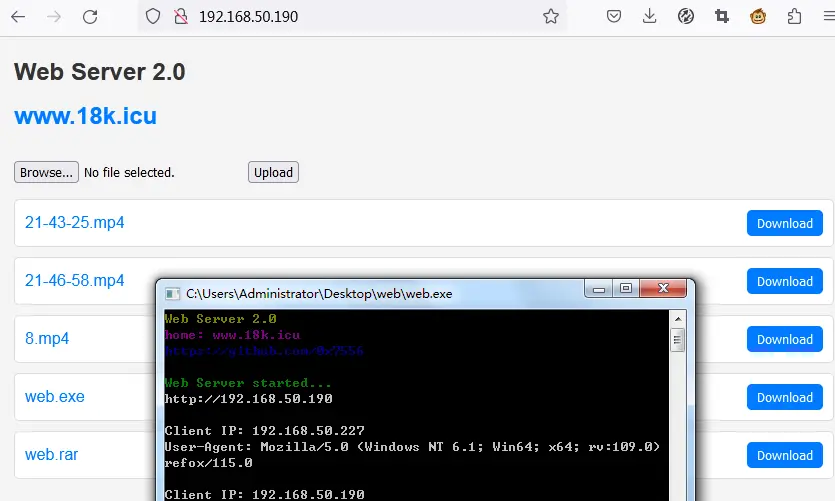 192.168.50.190
Web Server 2.0
www.18k.icu
Browse... No file selected. Upload
21-43-25.mp4 Download
21-46-58.mp4 Download
8.mp4 Download
web.exe Download
web.rar Download
C:\Users\Administrator\Desktop\web\web.exe
Web Server 2.0
home: www.18k.icu
https://github.com/0x7556
Web Server started...
http://192.168.50.190
Client IP: 192.168.50.227
User-Agent: Mozilla/5.0 (Windows NT 6.1; Win64; x64; rv:109.0)
refox/115.0
Client IP: 192.168.50.190